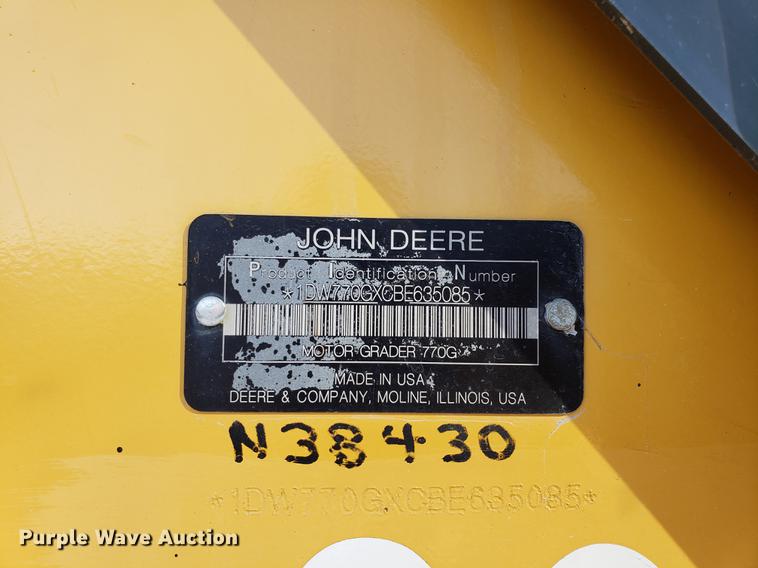 JOHN DEERE
Product Identification Number
*1DW770GXCBE635085*
MOTOR GRADER 770G
MADE IN USA
DEERE & COMPANY, MOLINE, ILLINOIS, USA
N38430
*1DW770GXCBE635085*
Purple Wave Auction